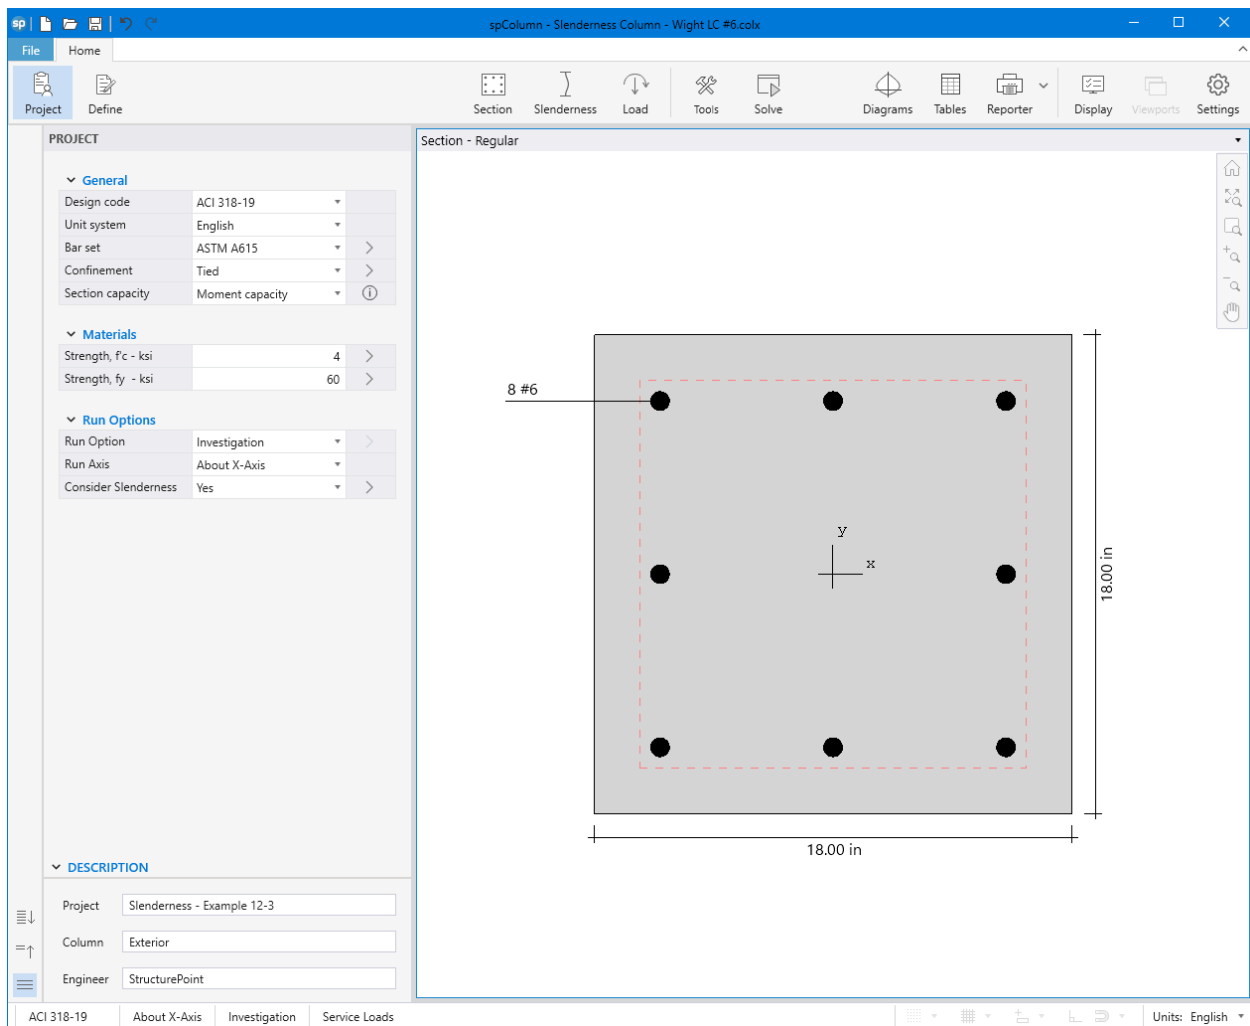 sp spColumn - Slenderness Column - Wight LC #6.colx
File Home
Project Define Section Slenderness Load Tools Solve Diagrams Tables Reporter Display Viewports Settings
PROJECT
General
Design code ACI 318-19
Unit system English
Bar set ASTM A615
Confinement Tied
Section capacity Moment capacity
Materials
Strength, f'c - ksi 4
Strength, fy - ksi 60
Run Options
Run Option Investigation
Run Axis About X-Axis
Consider Slenderness Yes
DESCRIPTION
Project Slenderness - Example 12-3
Column Exterior
Engineer StructurePoint
Section - Regular
8 #6
y
x
18.00 in
18.00 in
ACI 318-19 About X-Axis Investigation Service Loads Units: English